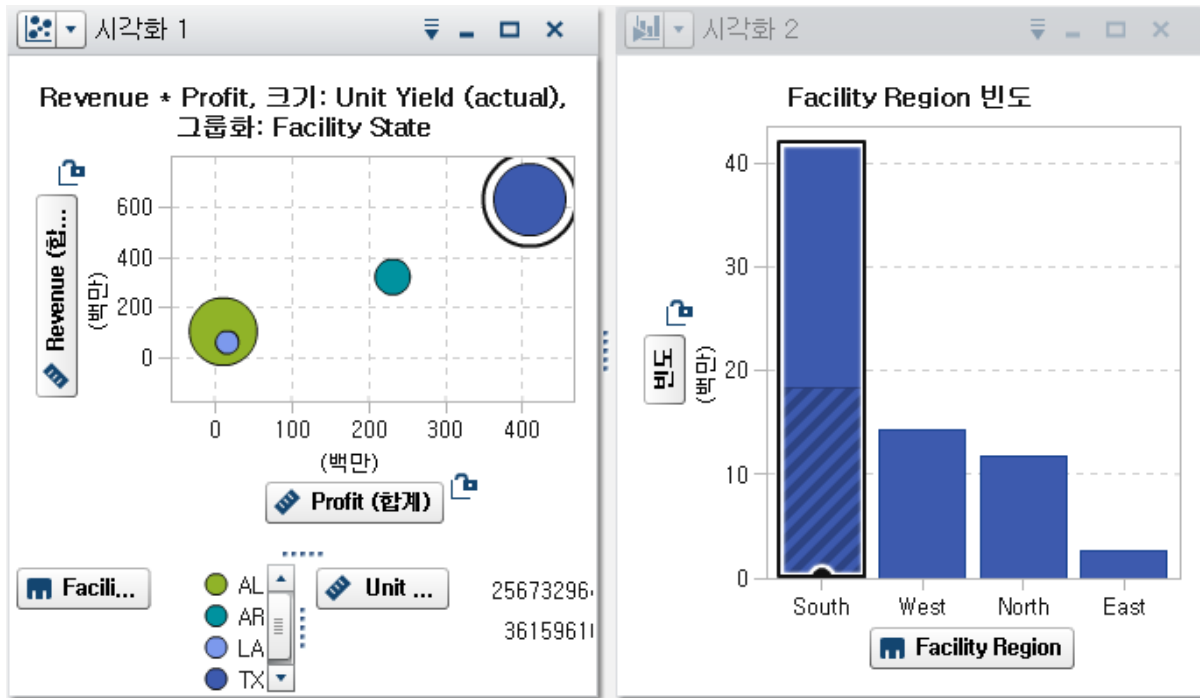 시각화 1
Revenue * Profit, 크기: Unit Yield (actual),
그룹화: Facility State
Revenue (합...
(백만)
600
400
200
0
0 100 200 300 400
(백만)
Profit (합계)
Facili...
AL
AR
LA
TX
Unit ...
25673296
3615961
시각화 2
Facility Region 빈도
빈도
(백만)
40
30
20
10
0
South West North East
Facility Region